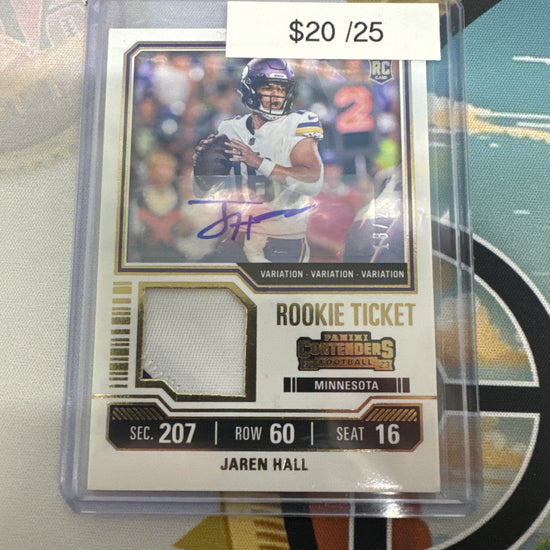 $20 /25
RC
2
VARIATION - VARIATION - VARIATION
ROOKIE TICKET
PANINI
CONTENDERS
FOOTBALL
MINNESOTA
SEC. 207 | ROW 60 | SEAT 16
JAREN HALL